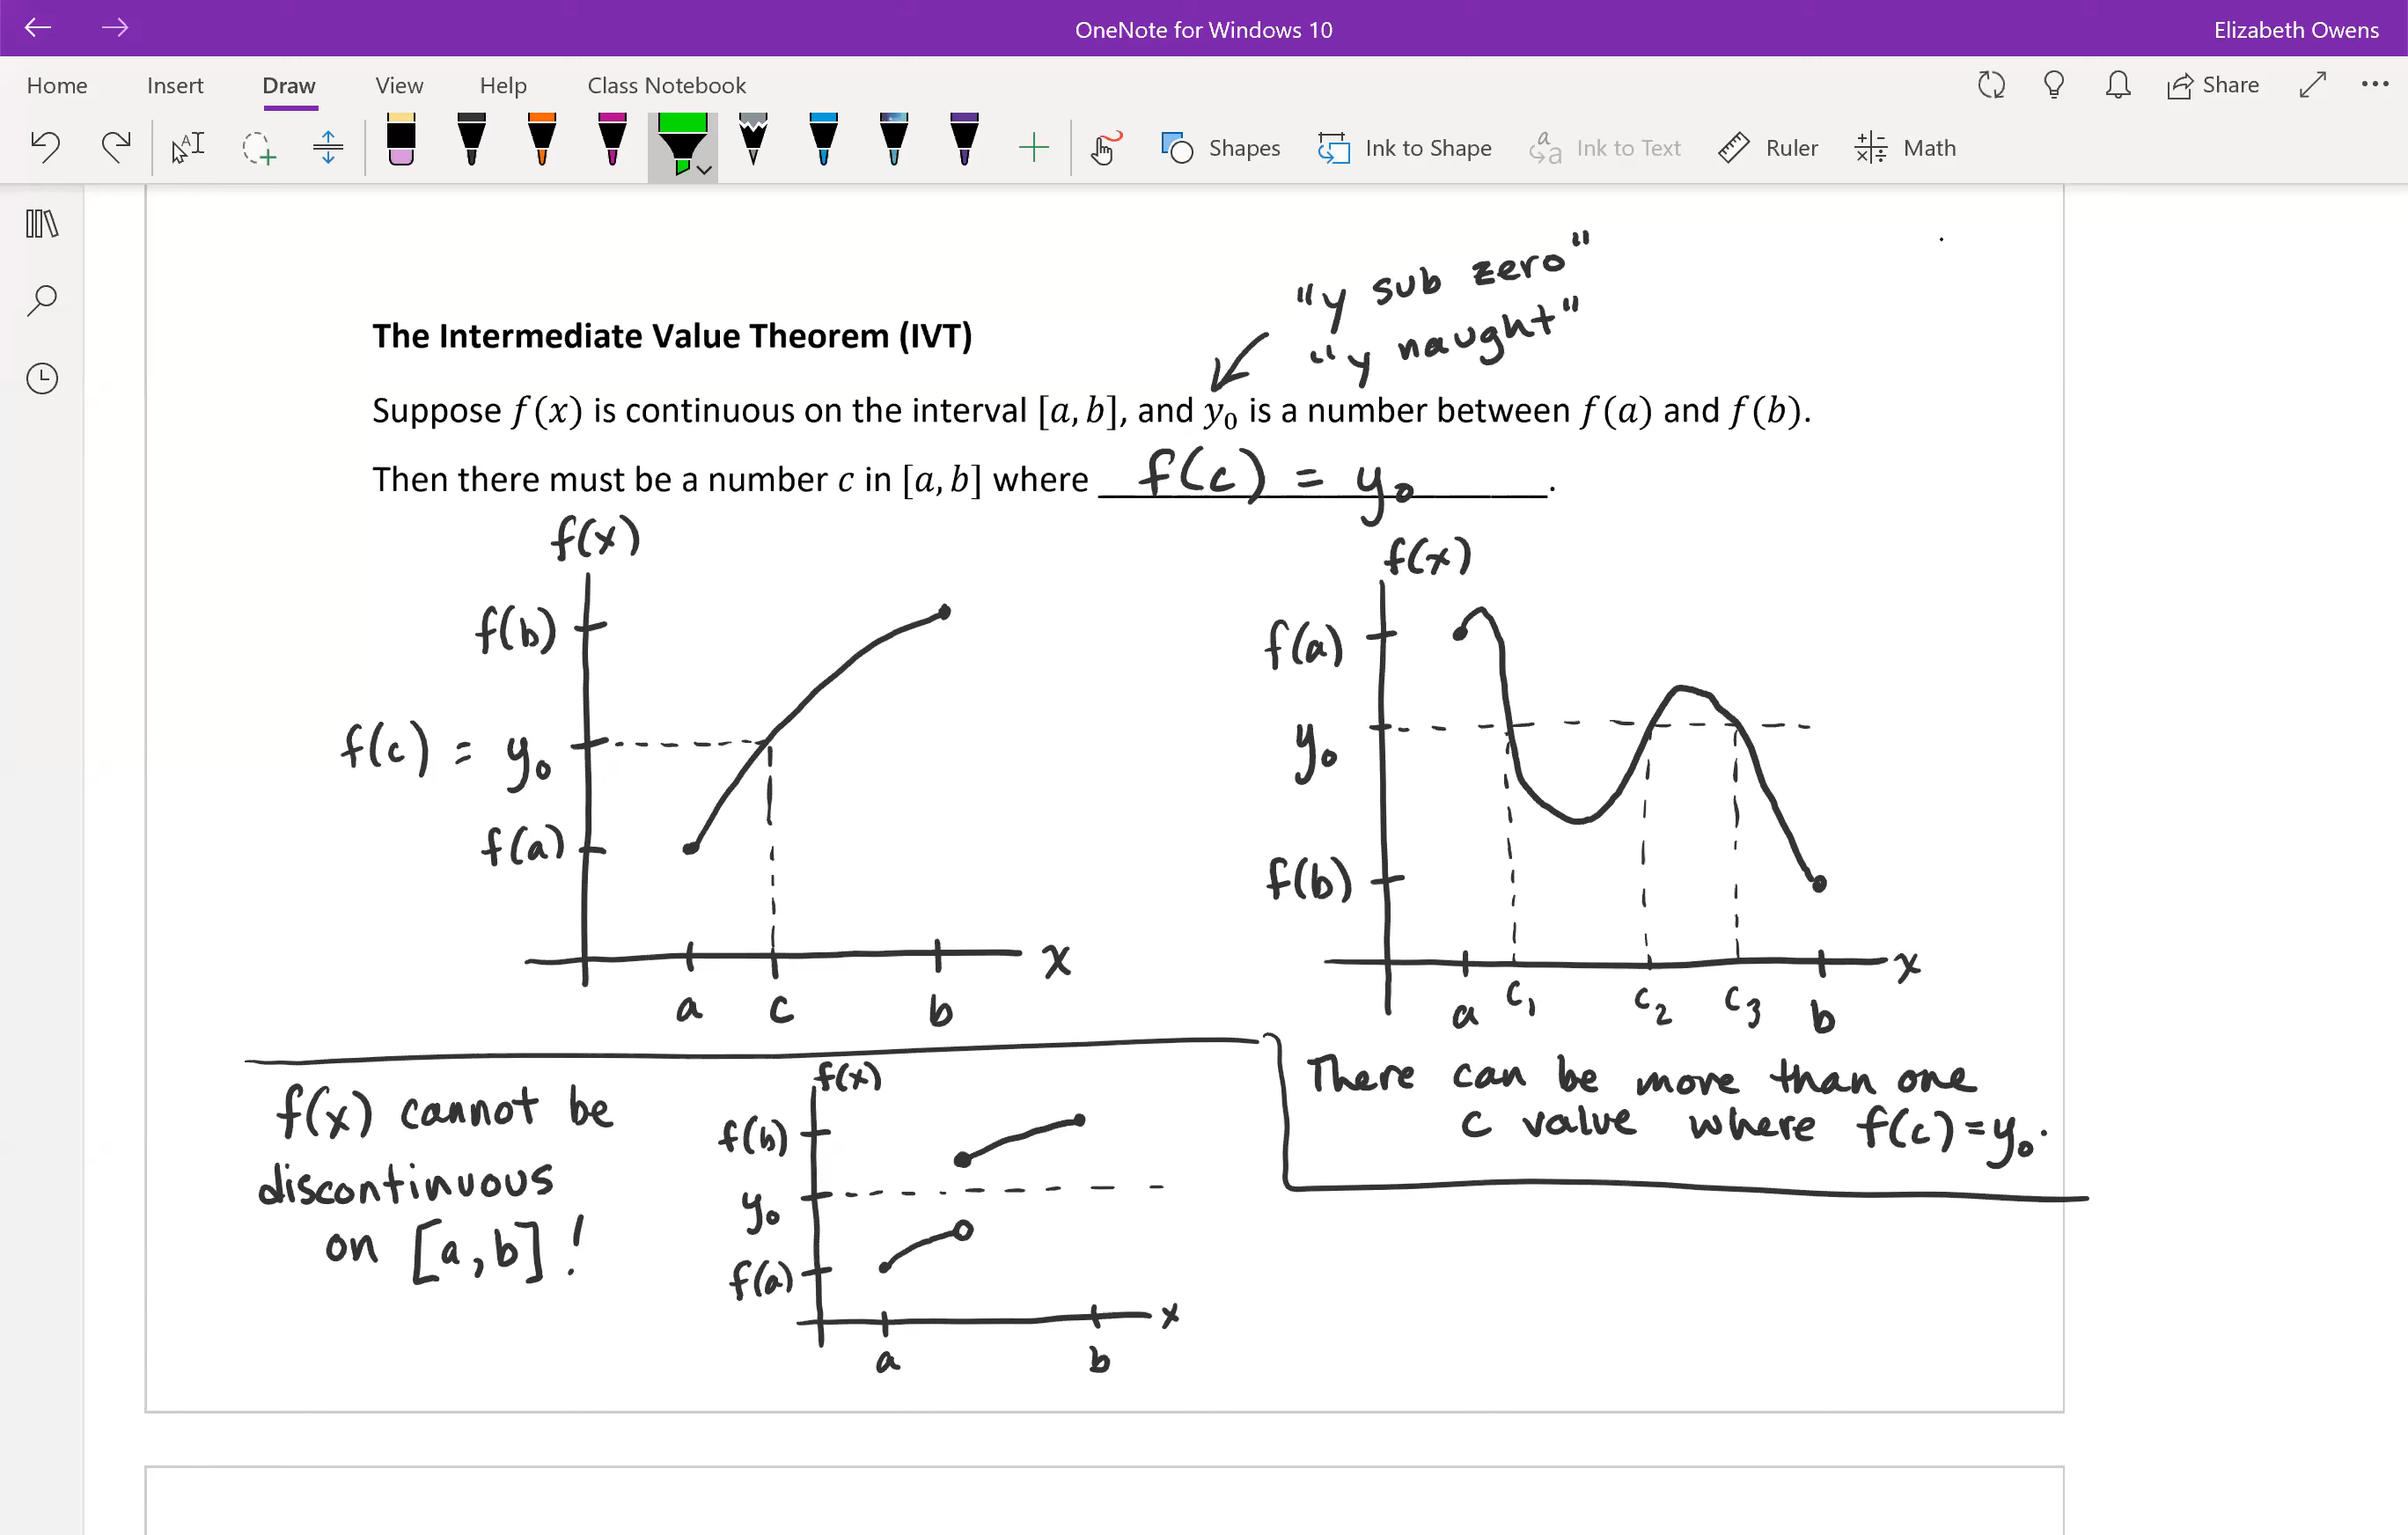 OneNote for Windows 10
Elizabeth Owens
Home Insert Draw View Help Class Notebook Share
Shapes Ink to Shape Ink to Text Ruler Math
"y sub zero"
"y naught"
The Intermediate Value Theorem (IVT)
Suppose f(x) is continuous on the interval [a, b], and y₀ is a number between f(a) and f(b).
Then there must be a number c in [a, b] where f(c) = y₀.
f(x)
f(b)
f(c) = y₀
f(a)
x
a c b
f(x)
f(a)
y₀
f(b)
x
a c₁ c₂ c₃ b
There can be more than one
c value where f(c)=y₀.
f(x) cannot be
discontinuous
on [a,b]!
f(x)
f(b)
y₀
f(a)
x
a b